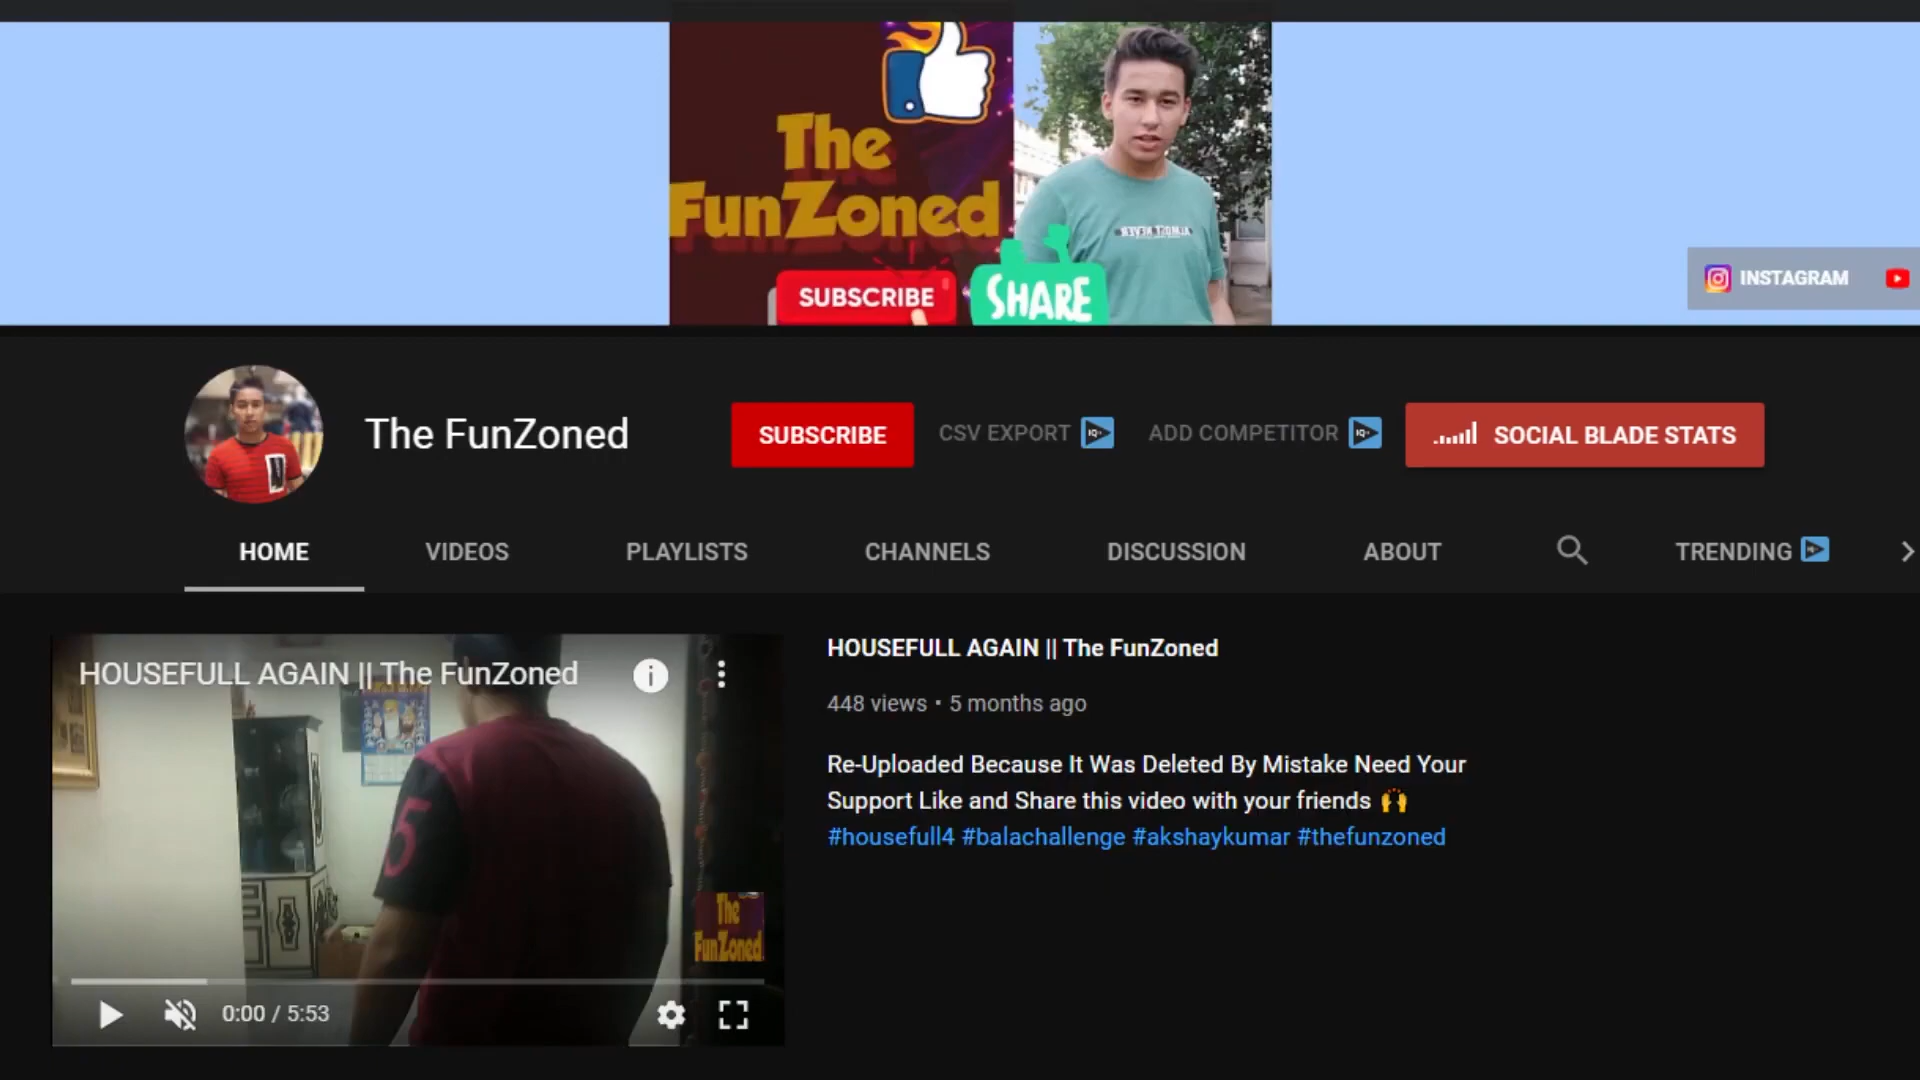 The
FunZoned
SUBSCRIBE
SHARE
INSTAGRAM
The FunZoned
SUBSCRIBE
CSV EXPORT
ADD COMPETITOR
SOCIAL BLADE STATS
HOME
VIDEOS
PLAYLISTS
CHANNELS
DISCUSSION
ABOUT
TRENDING
HOUSEFULL AGAIN || The FunZoned
5
The
FunZoned
0:00 / 5:53
HOUSEFULL AGAIN || The FunZoned
448 views • 5 months ago
Re-Uploaded Because It Was Deleted By Mistake Need Your
Support Like and Share this video with your friends 🙌
#housefull4 #balachallenge #akshaykumar #thefunzoned